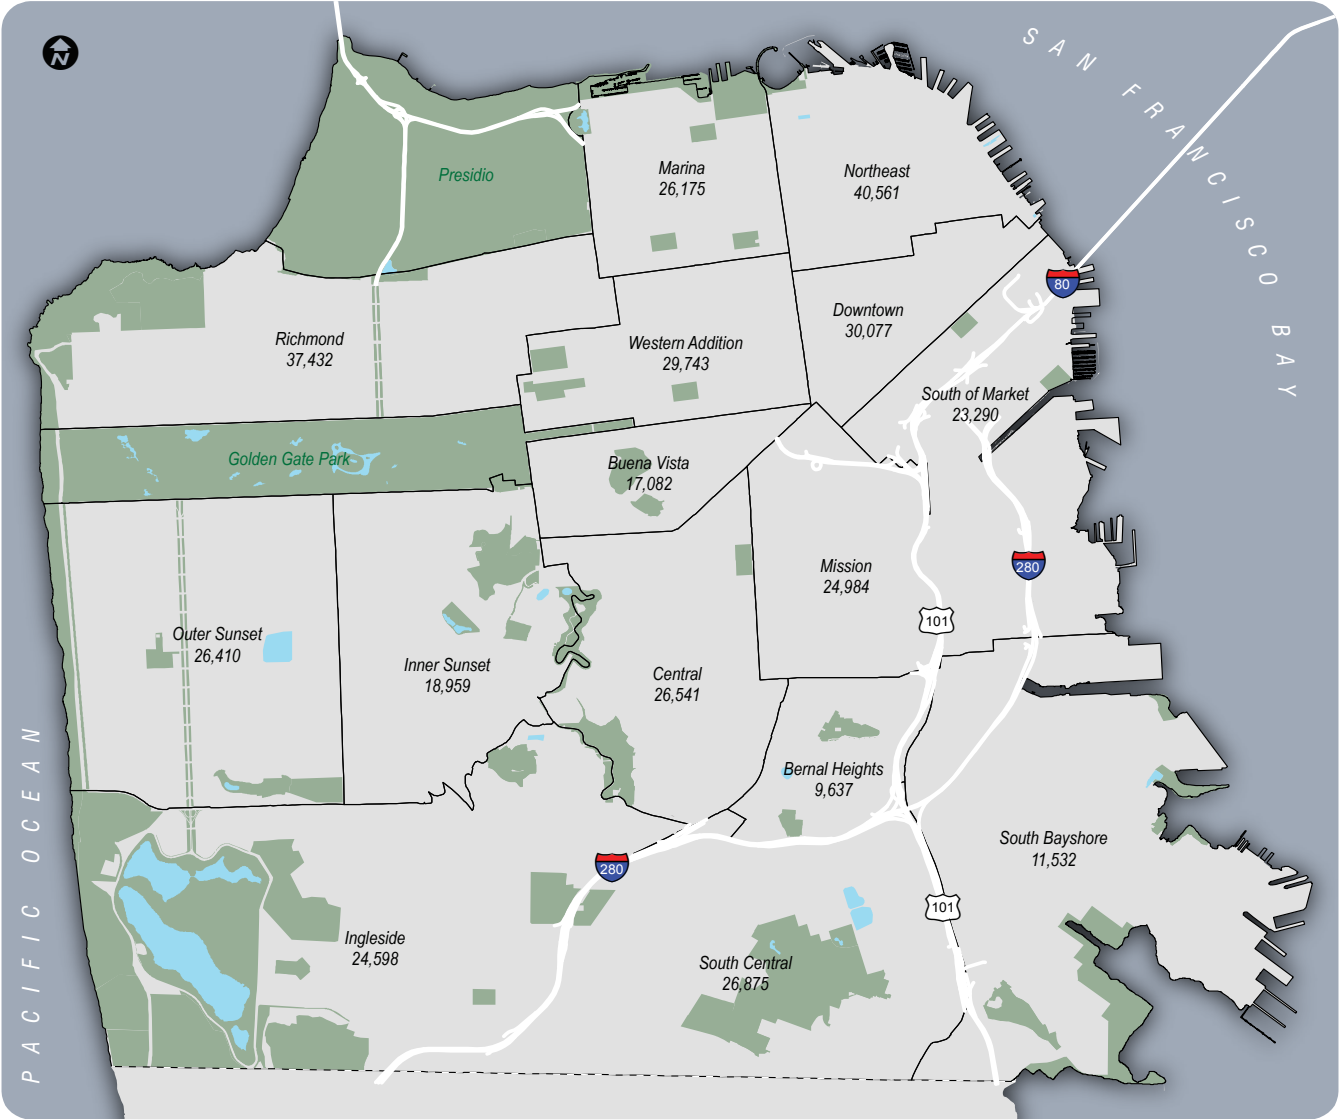 N
SAN FRANCISCO BAY
Presidio
Marina
26,175
Northeast
40,561
80
Richmond
37,432
Western Addition
29,743
Downtown
30,077
South of Market
23,290
Golden Gate Park
Buena Vista
17,082
Mission
24,984
280
101
Outer Sunset
26,410
Inner Sunset
18,959
Central
26,541
Bernal Heights
9,637
South Bayshore
11,532
280
101
Ingleside
24,598
South Central
26,875
PACIFIC OCEAN